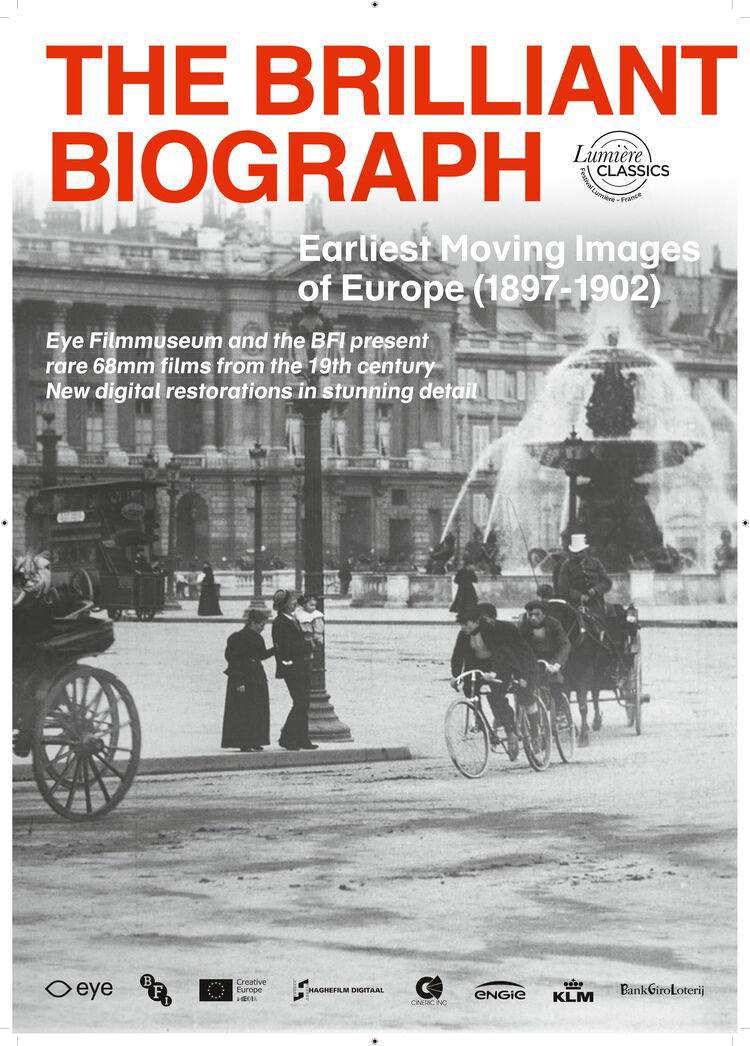 THE BRILLIANT
BIOGRAPH
Lumière
CLASSICS
Festival Lumière - France
Earliest Moving Images
of Europe (1897-1902)
Eye Filmmuseum and the BFI present
rare 68mm films from the 19th century
New digital restorations in stunning detail
eye
BFI
Creative
Europe
MEDIA
HAGHEFILM DIGITAAL
CINERIC INC
ENGIE
KLM
BankGiroLoterij